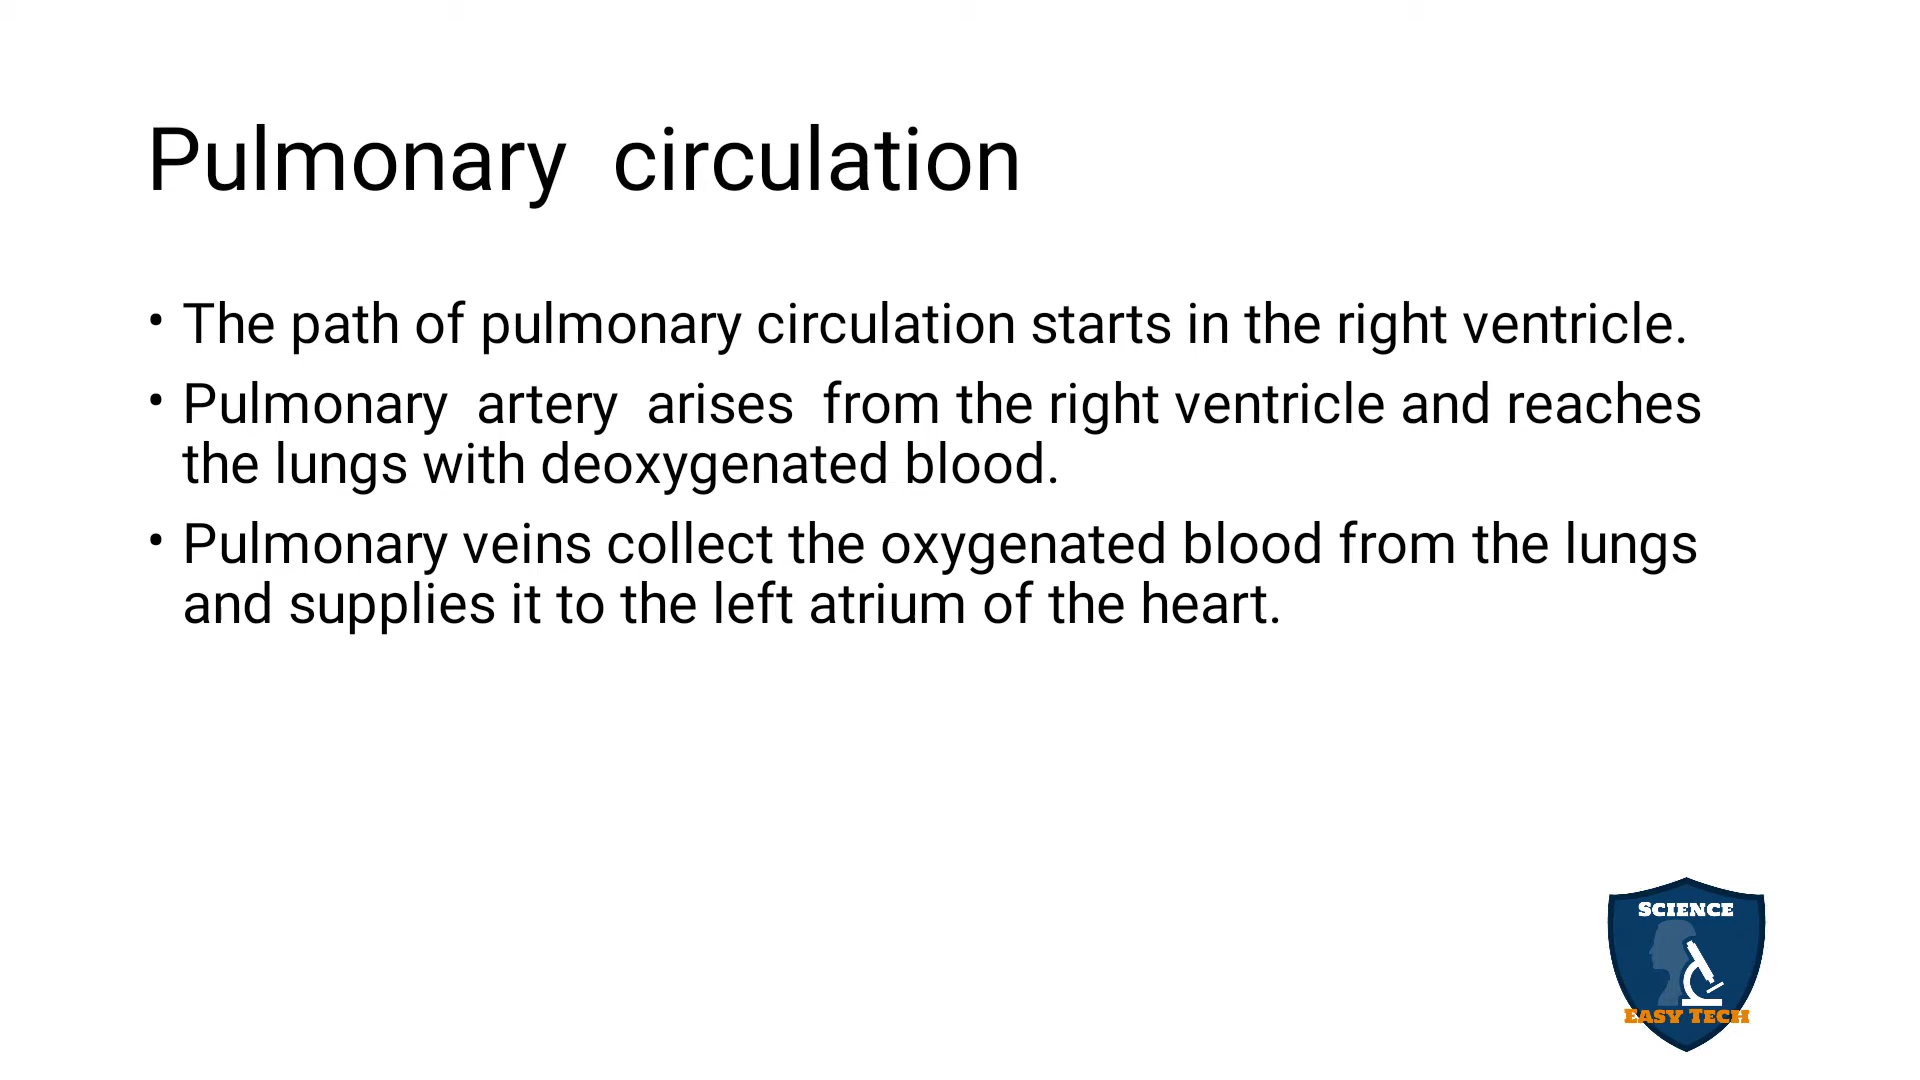 Pulmonary  circulation
• The path of pulmonary circulation starts in the right ventricle.
• Pulmonary  artery  arises  from the right ventricle and reaches
the lungs with deoxygenated blood.
• Pulmonary veins collect the oxygenated blood from the lungs
and supplies it to the left atrium of the heart.
SCIENCE
EASY TECH